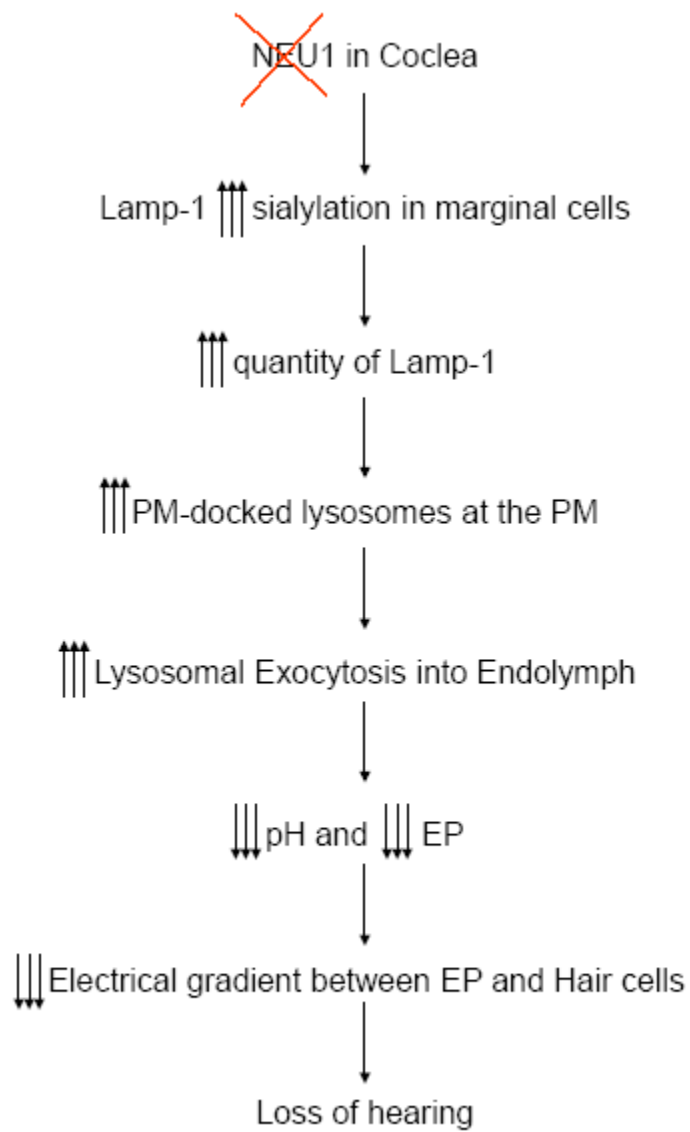 NEU1 in Coclea
Lamp-1 sialylation in marginal cells
quantity of Lamp-1
PM-docked lysosomes at the PM
Lysosomal Exocytosis into Endolymph
pH and EP
Electrical gradient between EP and Hair cells
Loss of hearing